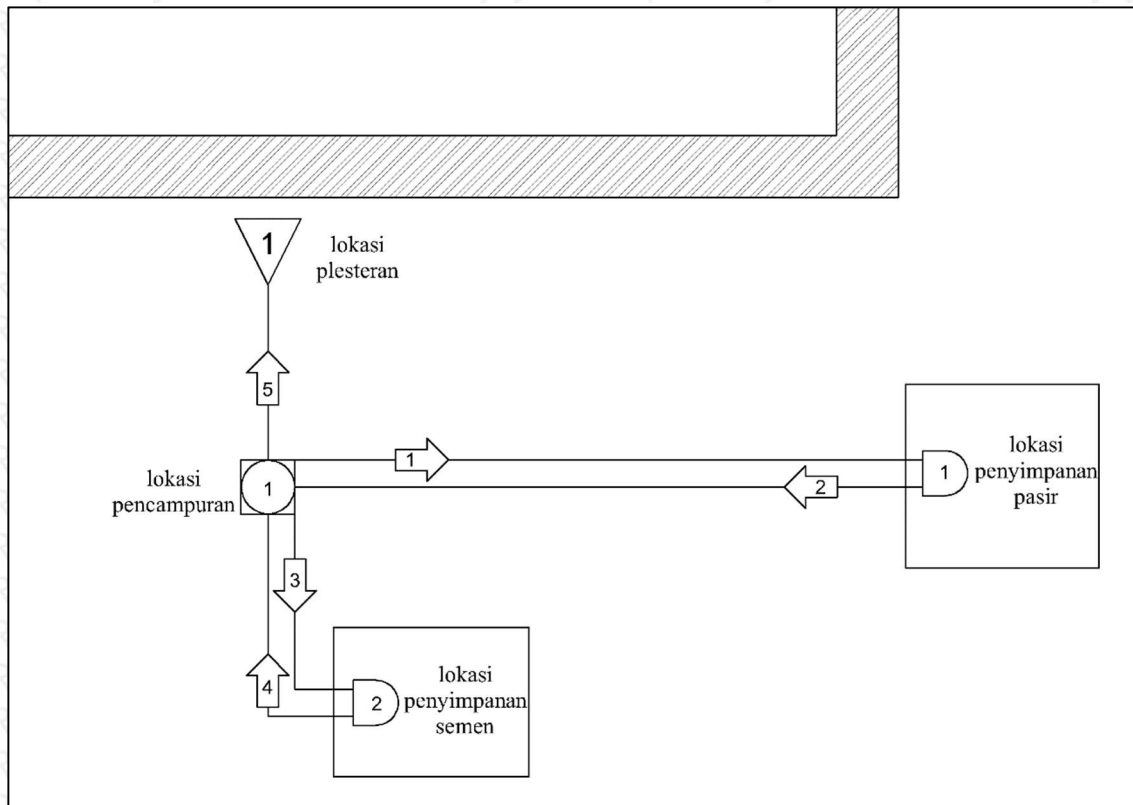 1
lokasi
plesteran
5
lokasi
pencampuran
1
1
2
1
lokasi
penyimpanan
pasir
3
4
2
lokasi
penyimpanan
semen